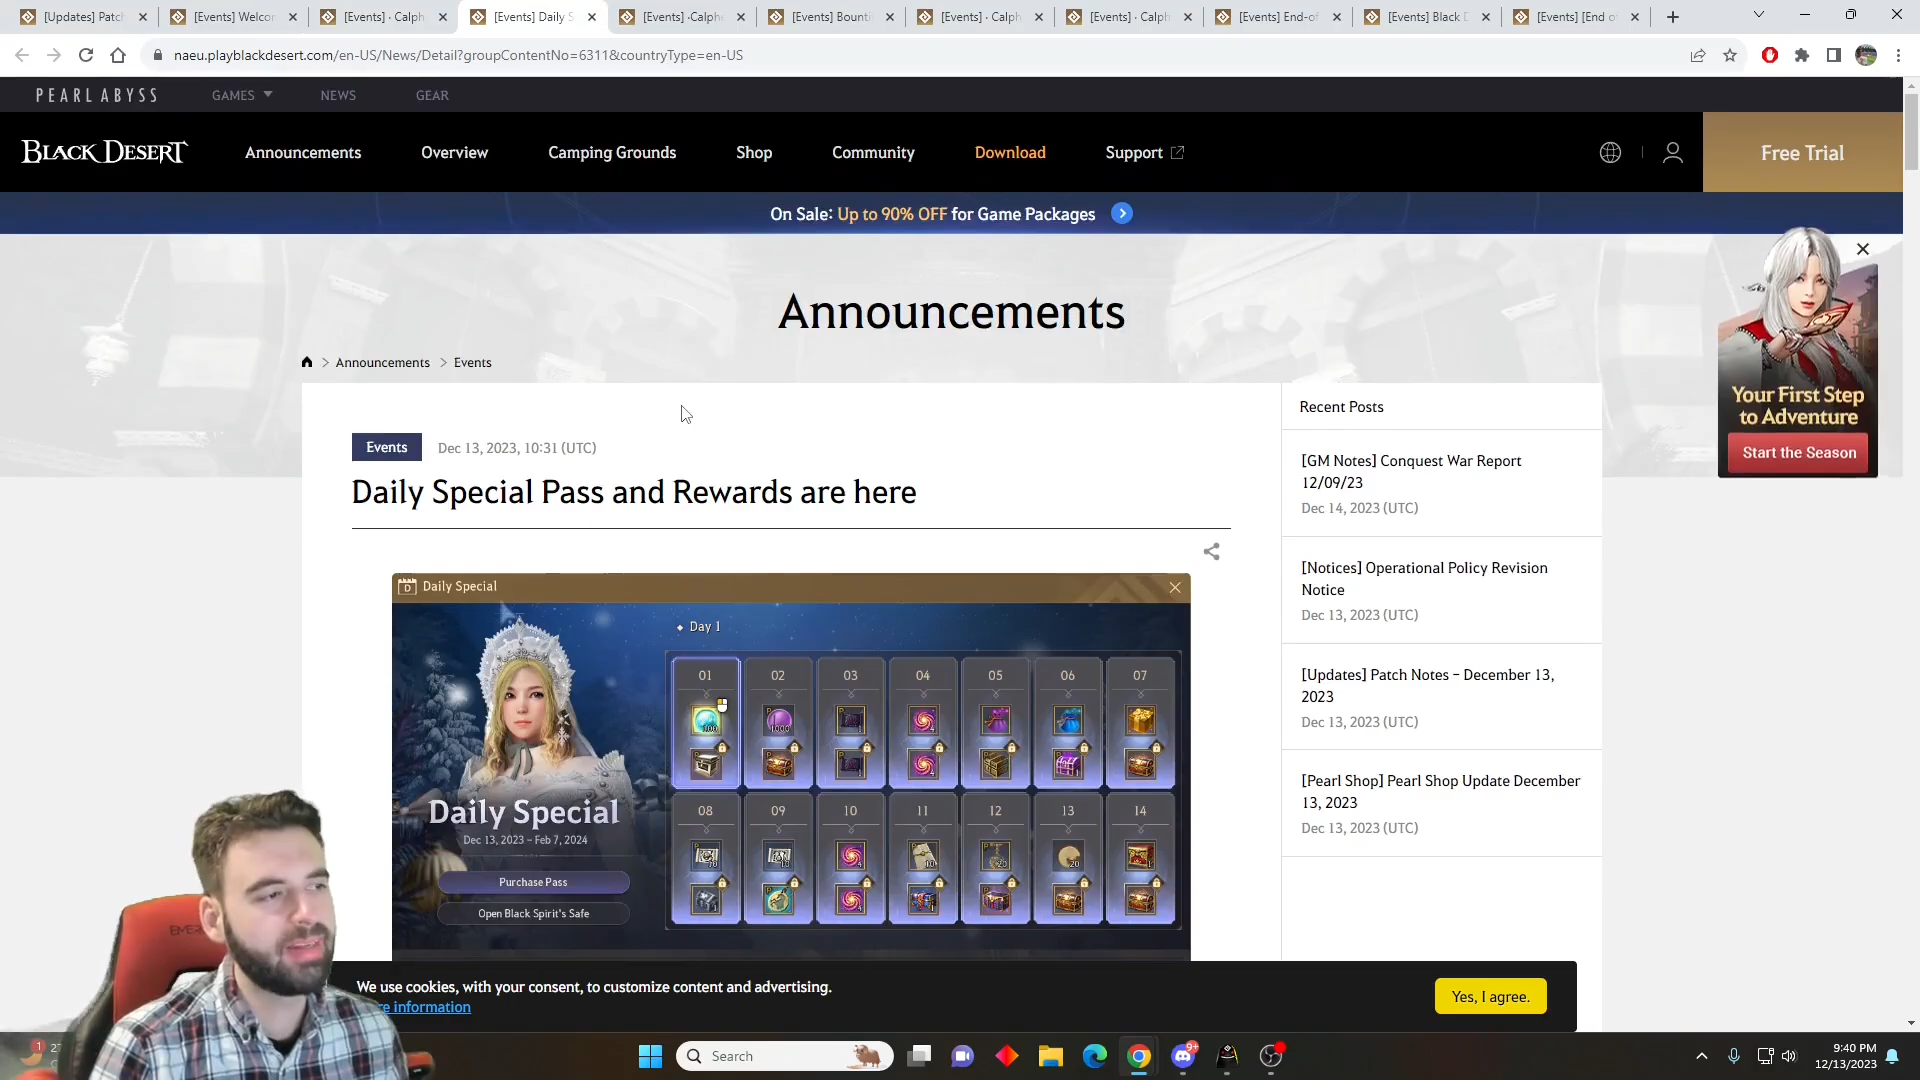 [Updates] Patch
[Events] Welcor
[Events] · Calph
[Events] Daily S
[Events] ·Calph
[Events] Bounti
[Events] · Calph
[Events] · Calph
[Events] End-of
[Events] Black D
[Events] [End o
naeu.playblackdesert.com/en-US/News/Detail?groupContentNo=6311&countryType=en-US
PEARL ABYSS
GAMES
NEWS
GEAR
BLACK DESERT
Announcements
Overview
Camping Grounds
Shop
Community
Download
Support
Free Trial
On Sale: Up to 90% OFF for Game Packages
Announcements
> Announcements > Events
Your First Step
to Adventure
Start the Season
Events
Dec 13, 2023, 10:31 (UTC)
Daily Special Pass and Rewards are here
Daily Special
Day 1
01 02 03 04 05 06 07
08 09 10 11 12 13 14
Daily Special
Dec 13, 2023 – Feb 7, 2024
Purchase Pass
Open Black Spirit's Safe
Recent Posts
[GM Notes] Conquest War Report
12/09/23
Dec 14, 2023 (UTC)
[Notices] Operational Policy Revision
Notice
Dec 13, 2023 (UTC)
[Updates] Patch Notes – December 13,
2023
Dec 13, 2023 (UTC)
[Pearl Shop] Pearl Shop Update December
13, 2023
Dec 13, 2023 (UTC)
We use cookies, with your consent, to customize content and advertising.
re information
Yes, I agree.
Search
9:40 PM
12/13/2023